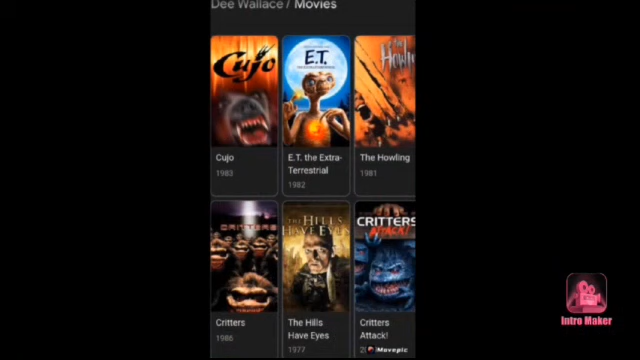 Dee Wallace / Movies
Cujo
E.T.
The Howling
Cujo
1983
E.T. the Extra-
Terrestrial
1982
The Howling
1981
CRITTERS
THE HILLS
HAVE EYES
CRITTERS
ATTACK!
Critters
1986
The Hills
Have Eyes
1977
Critters
Attack!
Movepic
Intro Maker